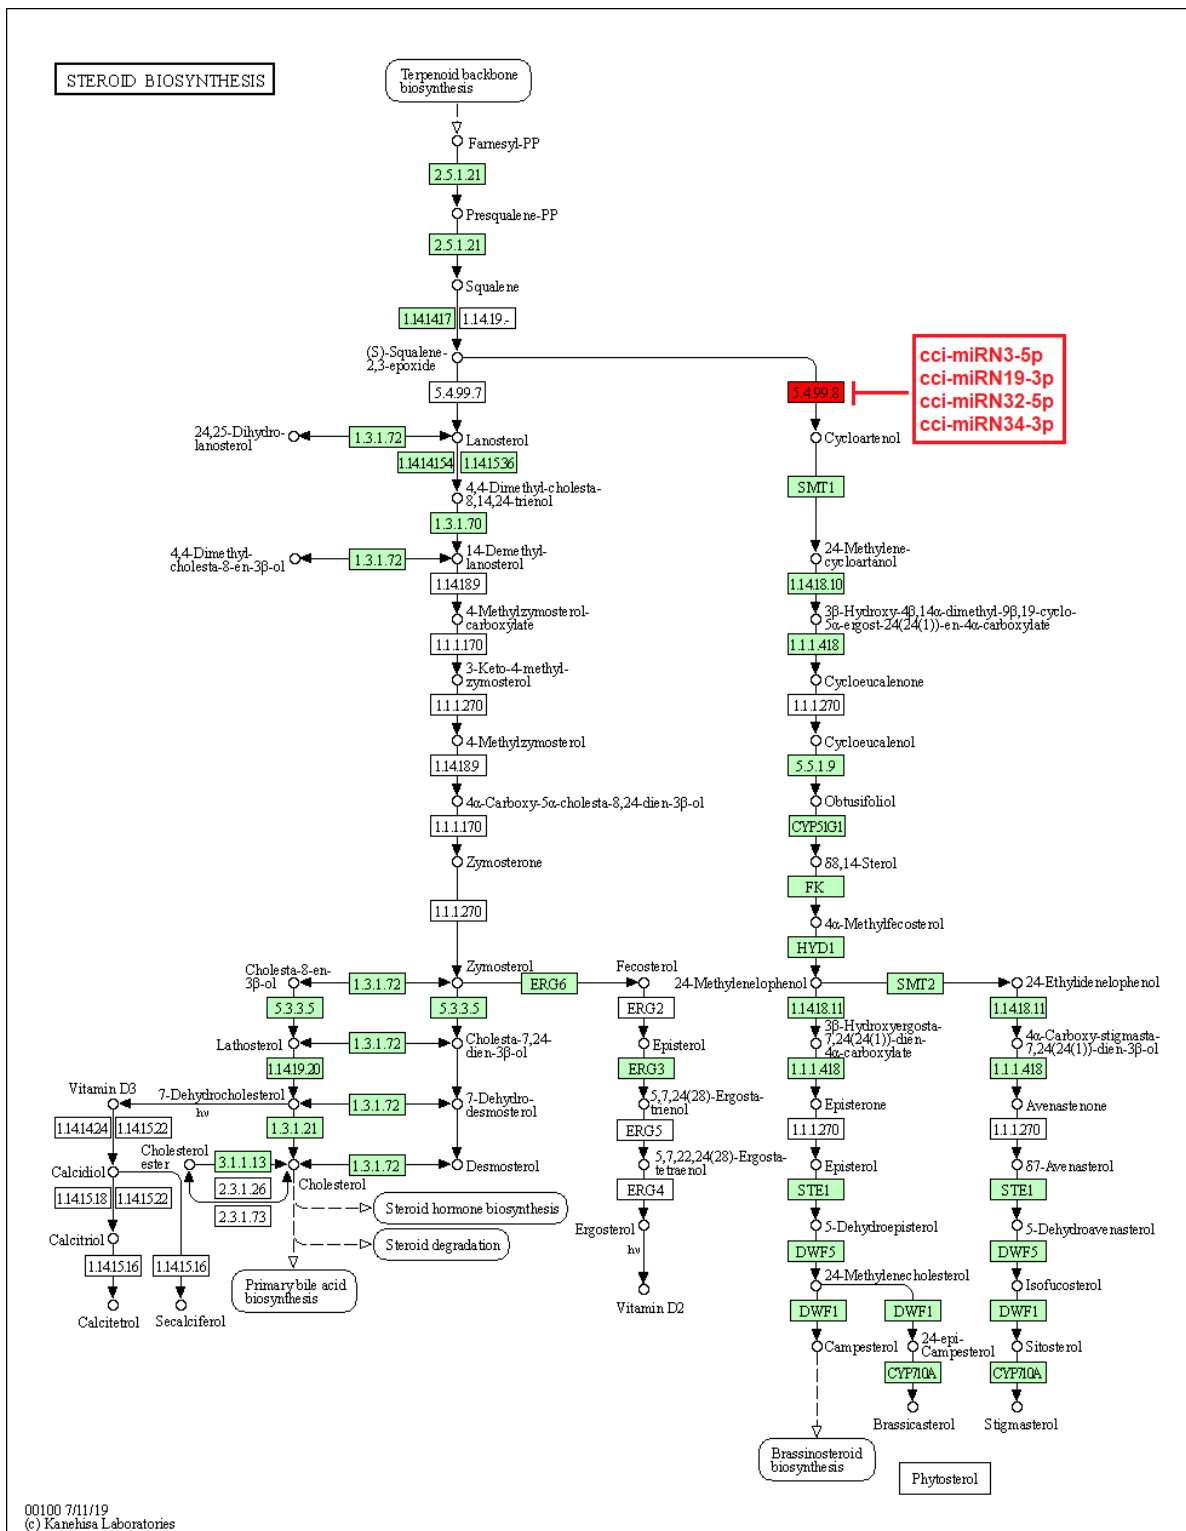 STEROID BIOSYNTHESIS
Terpenoid backbone
biosynthesis
Farnesyl-PP
2.5.1.21
Presqualene-PP
2.5.1.21
Squalene
1.14.14.17
1.14.19.-
(S)-Squalene-
2,3-epoxide
cci-miRN3-5p
cci-miRN19-3p
cci-miRN32-5p
cci-miRN34-3p
5.4.99.7
5.4.99.8
24,25-Dihydro-
lanosterol
1.3.1.72
Lanosterol
Cycloartenol
1.14.14.154
1.14.15.36
4,4-Dimethyl-cholesta-
8,14,24-trienol
SMT1
1.3.1.70
4,4-Dimethyl-
cholesta-8-en-3β-ol
1.3.1.72
14-Demethyl-
lanosterol
24-Methylene-
cycloartanol
1.14.18.9
1.14.18.10
4-Methylzymosterol-
carboxylate
3β-Hydroxy-4β,14α-dimethyl-9β,19-cyclo-
5α-ergost-24(24(1))-en-4α-carboxylate
1.1.1.170
1.1.1.418
3-Keto-4-methyl-
zymosterol
Cycloeucalenone
1.1.1.270
1.1.1.270
4-Methylzymosterol
Cycloeucalenol
1.14.18.9
5.5.1.9
4α-Carboxy-5α-cholesta-8,24-dien-3β-ol
Obtusifoliol
1.1.1.170
CYP51G1
Zymosterone
δ8,14-Sterol
FK
1.1.1.270
4α-Methylfecosterol
HYD1
Cholesta-8-en-
3β-ol
1.3.1.72
Zymosterol
ERG6
Fecosterol
24-Methylenelophenol
SMT2
24-Ethylidenelophenol
5.3.3.5
5.3.3.5
ERG2
1.14.18.11
1.14.18.11
Lathosterol
1.3.1.72
Cholesta-7,24-
dien-3β-ol
Episterol
3β-Hydroxyergosta-
7,24(24(1))-dien-
4α-carboxylate
4α-Carboxy-stigmasta-
7,24(24(1))-dien-3β-ol
1.14.19.20
ERG3
1.1.1.418
1.1.1.418
Vitamin D3
7-Dehydrocholesterol
hν
1.3.1.72
7-Dehydro-
desmosterol
5,7,24(28)-Ergosta-
trienol
Episterone
Avenastenone
1.14.14.24
1.14.15.22
1.3.1.21
ERG5
1.1.1.270
1.1.1.270
Calcidiol
Cholesterol
ester
3.1.1.13
1.3.1.72
Desmosterol
5,7,22,24(28)-Ergosta-
tetraenol
Episterol
δ7-Avenasterol
Cholesterol
1.14.15.18
1.14.15.22
2.3.1.26
2.3.1.73
ERG4
STE1
STE1
Steroid hormone biosynthesis
Calcitriol
Steroid degradation
Ergosterol
5-Dehydroepisterol
5-Dehydroavenasterol
1.14.15.16
1.14.15.16
hν
DWF5
DWF5
Primary bile acid
biosynthesis
24-Methylenecholesterol
Isofucosterol
Calcitetrol
Secalciferol
Vitamin D2
DWF1
DWF1
DWF1
Campesterol
24-epi-
Campesterol
Sitosterol
CYP710A
CYP710A
Brassicasterol
Stigmasterol
Brassinosteroid
biosynthesis
Phytosterol
00100 7/11/19
(c) Kanehisa Laboratories